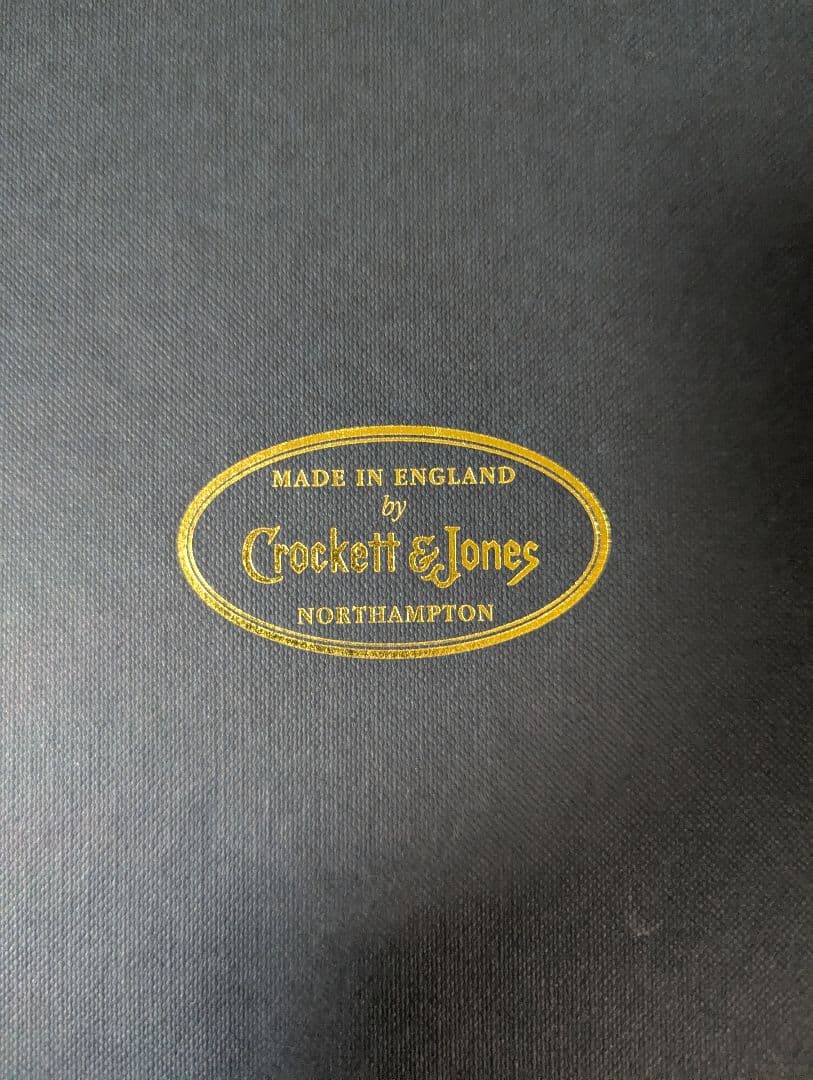 MADE IN ENGLAND
by
Crockett & Jones
NORTHAMPTON